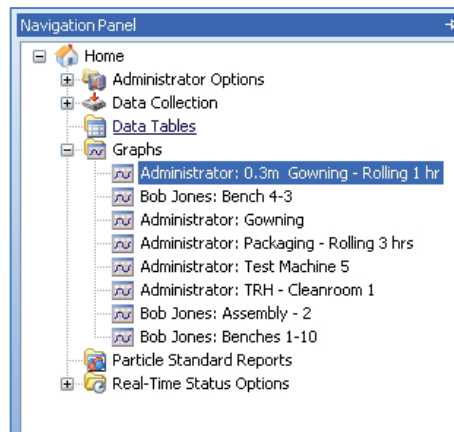 Navigation Panel
Home
Administrator Options
Data Collection
Data Tables
Graphs
Administrator: 0.3m  Gowning - Rolling 1 hr
Bob Jones: Bench 4-3
Administrator: Gowning
Administrator: Packaging - Rolling 3 hrs
Administrator: Test Machine 5
Administrator: TRH - Cleanroom 1
Bob Jones: Assembly - 2
Bob Jones: Benches 1-10
Particle Standard Reports
Real-Time Status Options